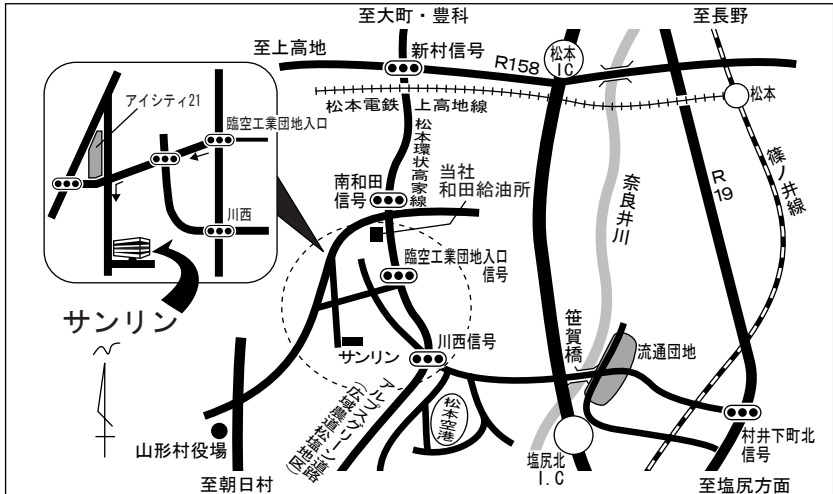 至大町・豊科
至長野
至上高地
新村信号
R158
松本
I C
松本電鉄
上高地線
松本
アイシティ21
臨空工業団地入口
川西
サンリン
松本環状高家線
南和田
信号
当社
和田給油所
臨空工業団地入口
信号
奈良井川
R
19
篠ノ井線
笹賀橋
流通団地
サンリン
川西信号
アルプスグリーン道路
(広域農道松塩地区)
松本空港
村井下町北
信号
塩尻北
I.C
山形村役場
至朝日村
至塩尻方面